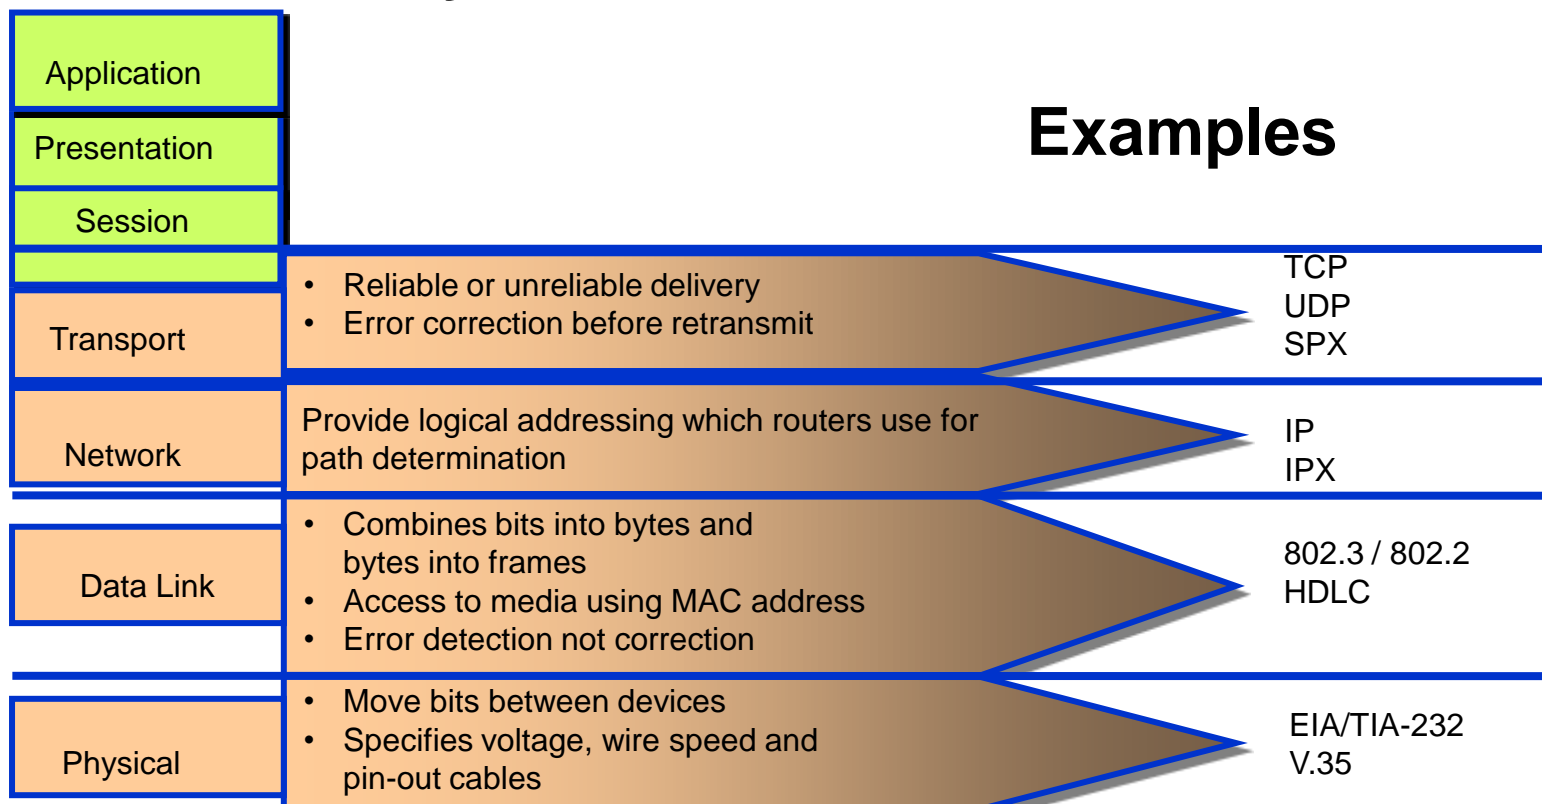 Application
Presentation
Session
Examples
Transport
• Reliable or unreliable delivery
• Error correction before retransmit
TCP
UDP
SPX
Network
Provide logical addressing which routers use for
path determination
IP
IPX
Data Link
• Combines bits into bytes and
bytes into frames
• Access to media using MAC address
• Error detection not correction
802.3 / 802.2
HDLC
Physical
• Move bits between devices
• Specifies voltage, wire speed and
pin-out cables
EIA/TIA-232
V.35